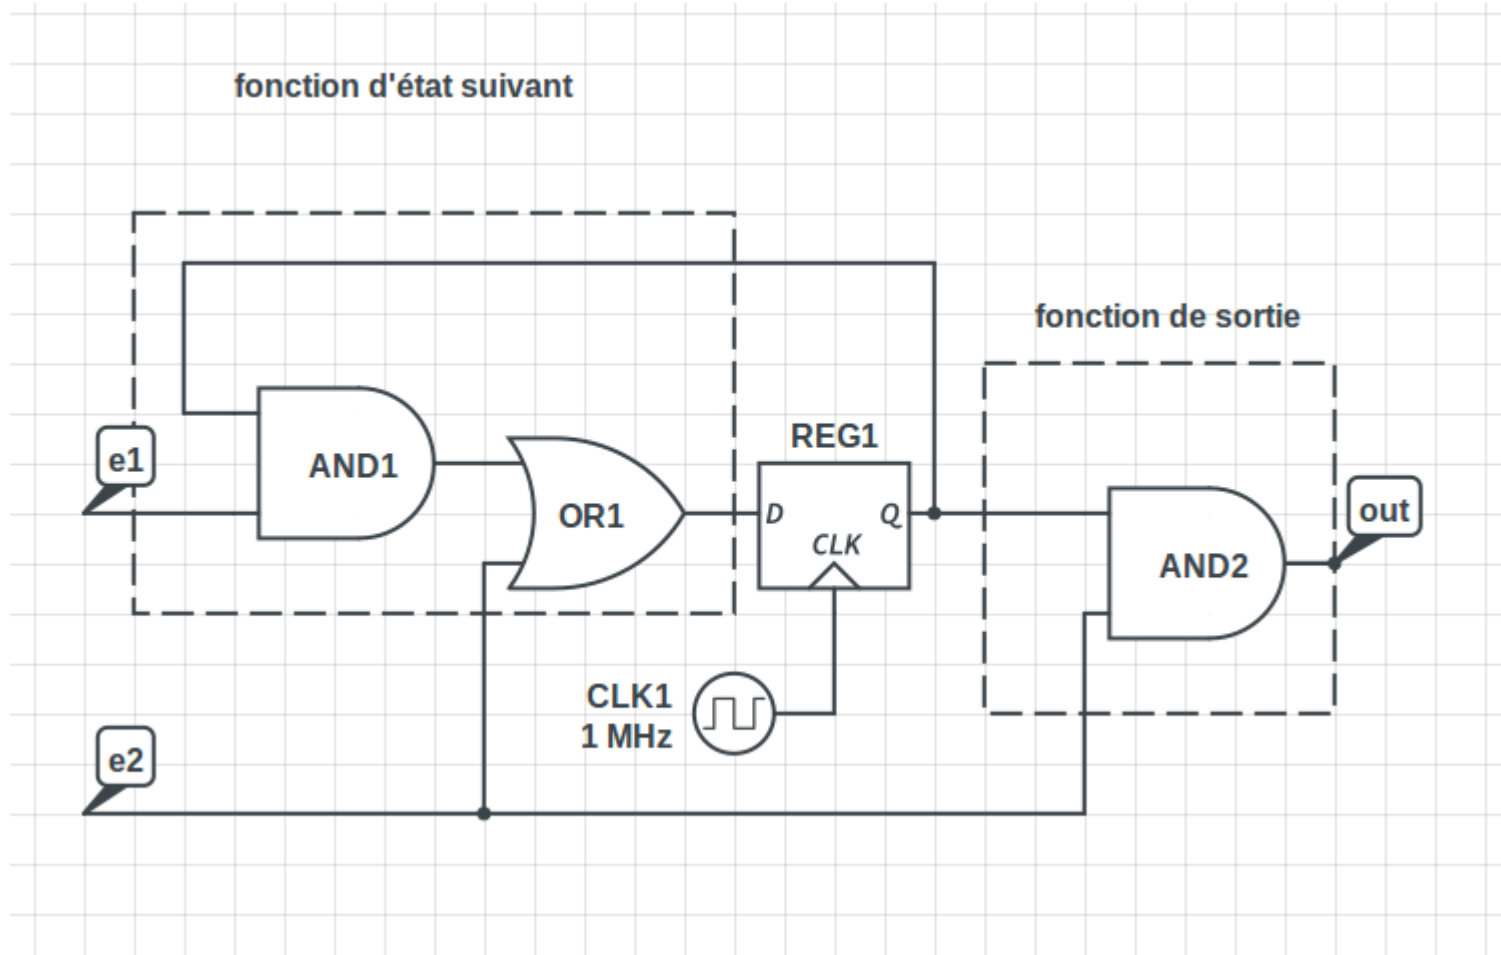 fonction d'état suivant
fonction de sortie
REG1
e1
AND1
OR1
D
Q
CLK
out
AND2
CLK1
1 MHz
e2